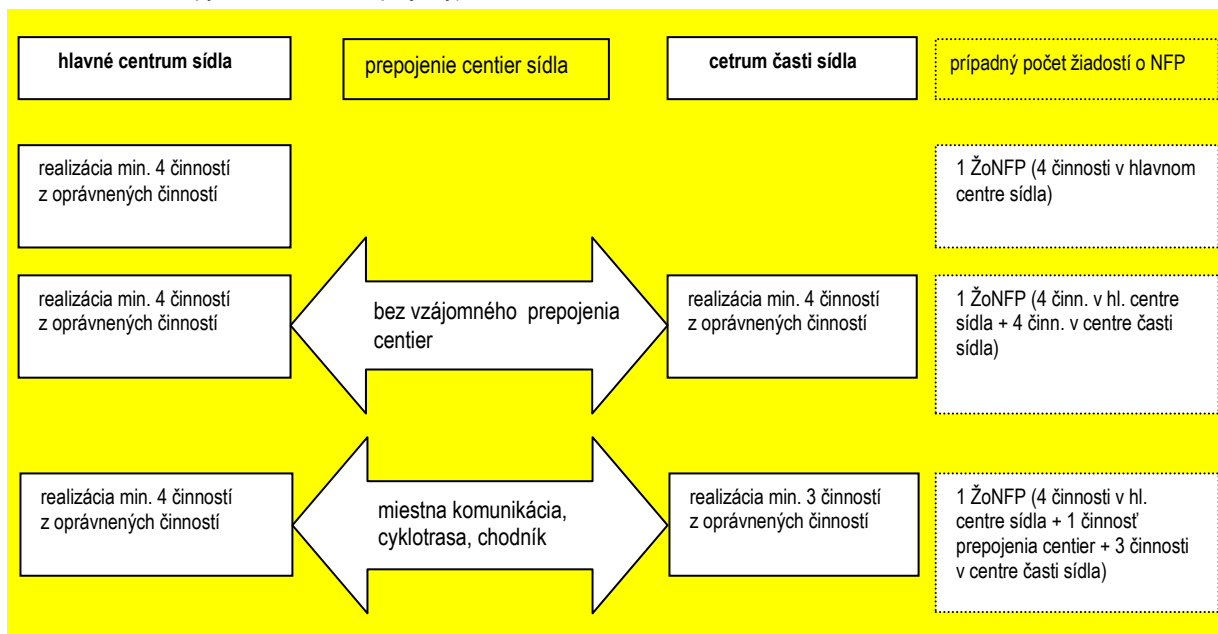 hlavné centrum sídla
prepojenie centier sídla
cetrum časti sídla
prípadný počet žiadostí o NFP
realizácia min. 4 činností
z oprávnených činností
1 ŽoNFP (4 činnosti v hlavnom
centre sídla)
realizácia min. 4 činností
z oprávnených činností
bez vzájomného prepojenia
centier
realizácia min. 4 činností
z oprávnených činností
1 ŽoNFP (4 činn. v hl. centre
sídla + 4 činn. v centre časti
sídla)
realizácia min. 4 činností
z oprávnených činností
miestna komunikácia,
cyklotrasa, chodník
realizácia min. 3 činností
z oprávnených činností
1 ŽoNFP (4 činnosti v hl.
centre sídla + 1 činnosť
prepojenia centier + 3 činnosti
v centre časti sídla)